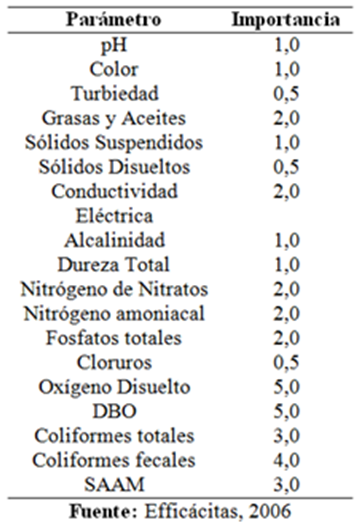 Parámetro Importancia
pH 1,0
Color 1,0
Turbiedad 0,5
Grasas y Aceites 2,0
Sólidos Suspendidos 1,0
Sólidos Disueltos 0,5
Conductividad 2,0
Eléctrica
Alcalinidad 1,0
Dureza Total 1,0
Nitrógeno de Nitratos 2,0
Nitrógeno amoniacal 2,0
Fosfatos totales 2,0
Cloruros 0,5
Oxígeno Disuelto 5,0
DBO 5,0
Coliformes totales 3,0
Coliformes fecales 4,0
SAAM 3,0
Fuente: Efficácitas, 2006